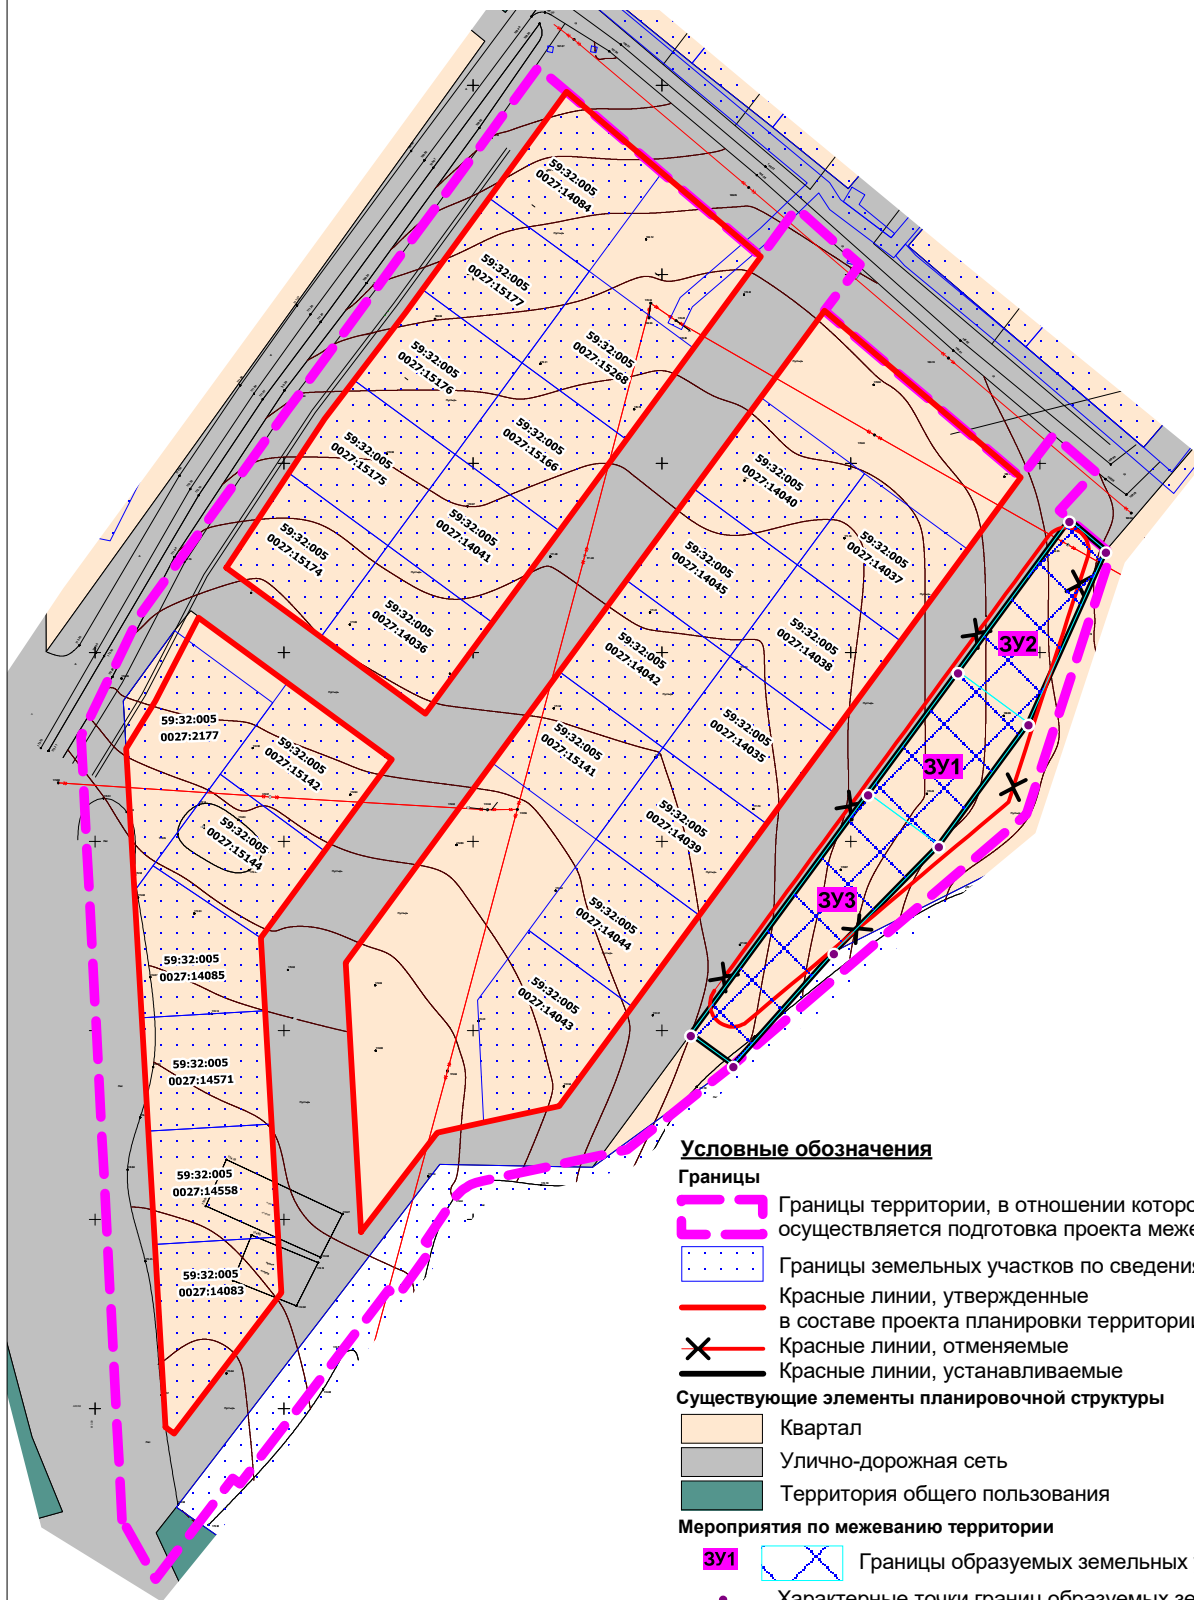 59:32:005
0027:14084
59:32:005
0027:15177
59:32:005
0027:15268
59:32:005
0027:15176
59:32:005
0027:15166
59:32:005
0027:15175
59:32:005
0027:14041
59:32:005
0027:15174
59:32:005
0027:14036
59:32:005
0027:14040
59:32:005
0027:14037
59:32:005
0027:14045
59:32:005
0027:14038
59:32:005
0027:14042
59:32:005
0027:14035
59:32:005
0027:15141
59:32:005
0027:14039
59:32:005
0027:14044
59:32:005
0027:14043
59:32:005
0027:2177
59:32:005
0027:15142
59:32:005
0027:15144
59:32:005
0027:14085
59:32:005
0027:14571
59:32:005
0027:14558
59:32:005
0027:14083
ЗУ2
ЗУ1
ЗУ3
Условные обозначения
Границы
Границы территории, в отношении которо
осуществляется подготовка проекта меже
Границы земельных участков по сведения
Красные линии, утвержденные
в составе проекта планировки территори
Красные линии, отменяемые
Красные линии, устанавливаемые
Существующие элементы планировочной структуры
Квартал
Улично-дорожная сеть
Территория общего пользования
Мероприятия по межеванию территории
ЗУ1
Границы образуемых земельных
Характерные точки границ образуемых зе